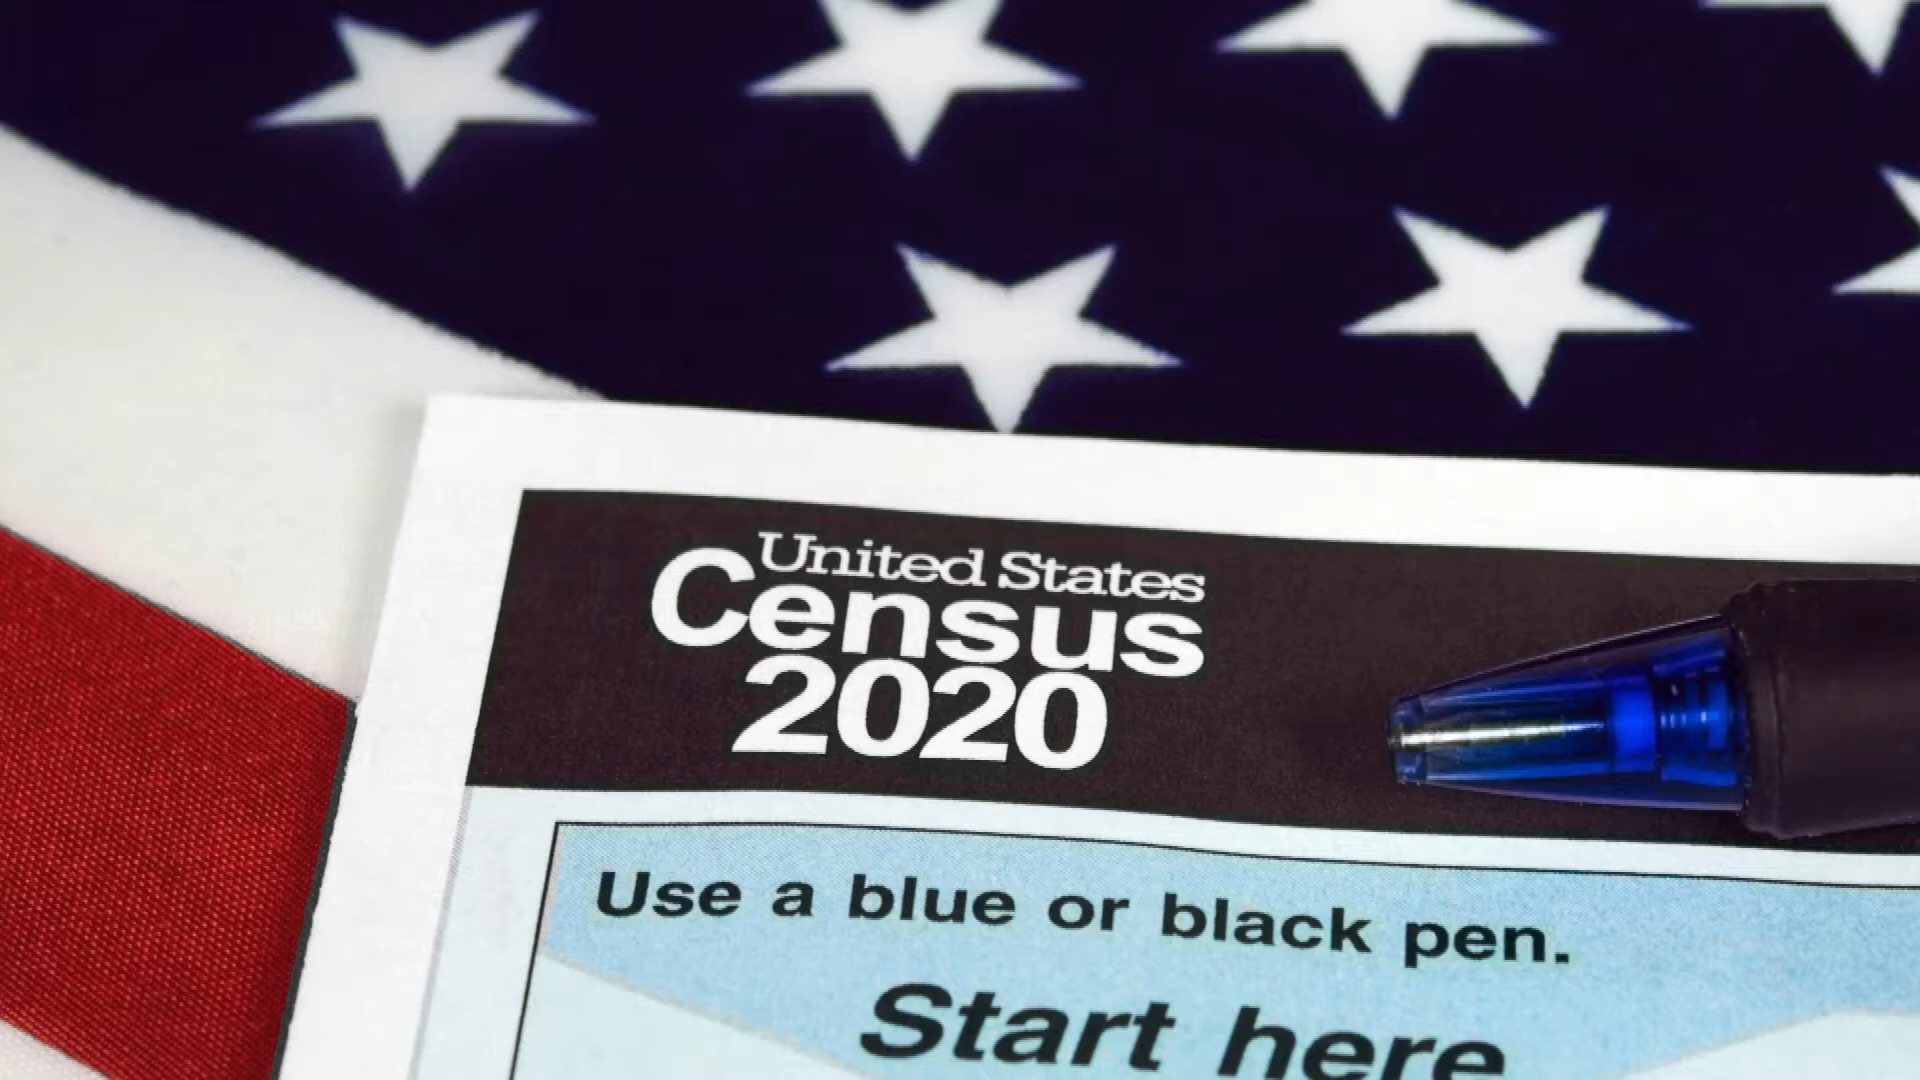 United States
Census
2020
Use a blue or black pen.
Start here